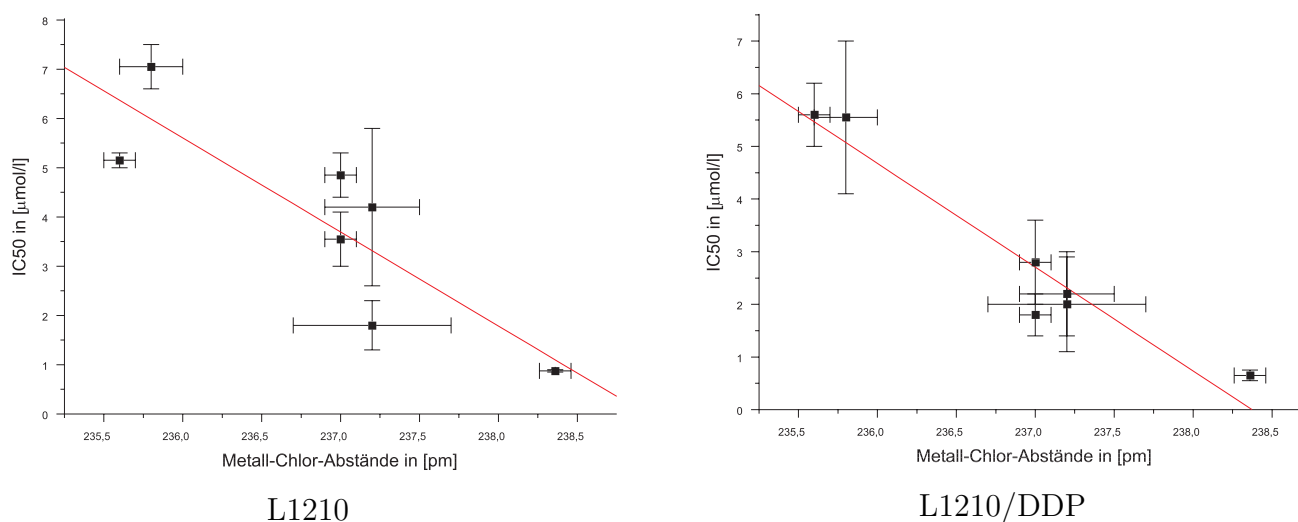 8
7
6
5
4
3
2
1
0
IC50 in [µmol/l]
235,5 236,0 236,5 237,0 237,5 238,0 238,5
Metall-Chlor-Abstände in [pm]
L1210
7
6
5
4
3
2
1
0
IC50 in [µmol/l]
235,5 236,0 236,5 237,0 237,5 238,0 238,5
Metall-Chlor-Abstände in [pm]
L1210/DDP